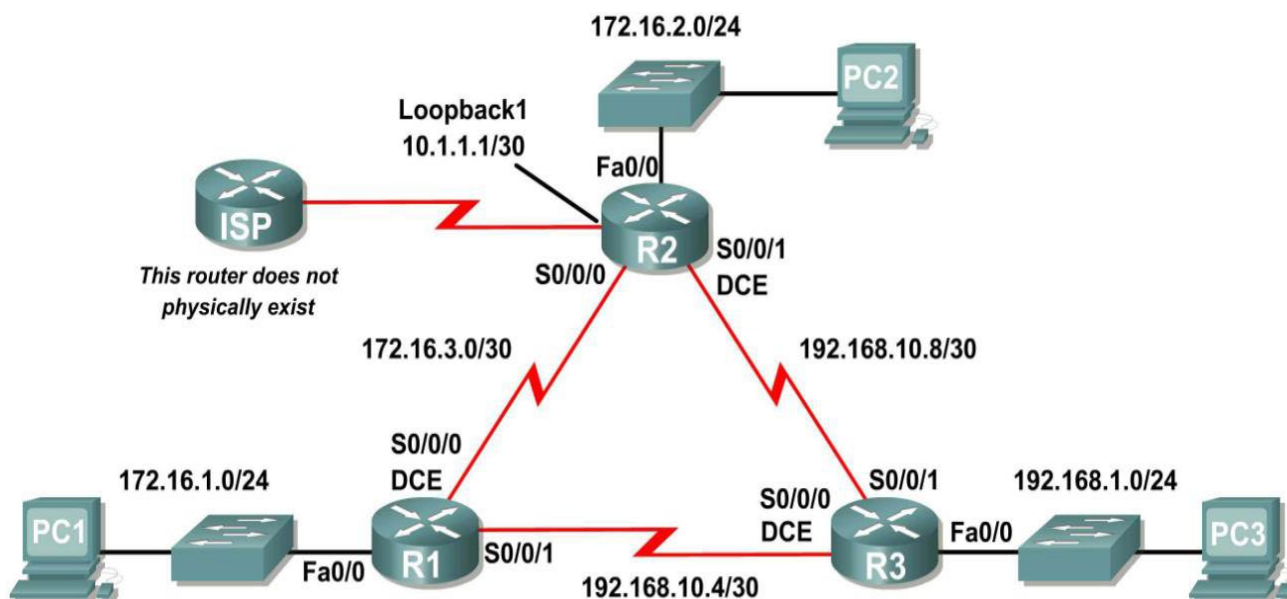 172.16.2.0/24
PC2
Loopback1
10.1.1.1/30
Fa0/0
ISP
R2
This router does not
physically exist
S0/0/0
S0/0/1
DCE
172.16.3.0/30
192.168.10.8/30
S0/0/0
DCE
172.16.1.0/24
PC1
Fa0/0
R1
S0/0/1
192.168.10.4/30
S0/0/0
DCE
S0/0/1
R3
Fa0/0
192.168.1.0/24
PC3